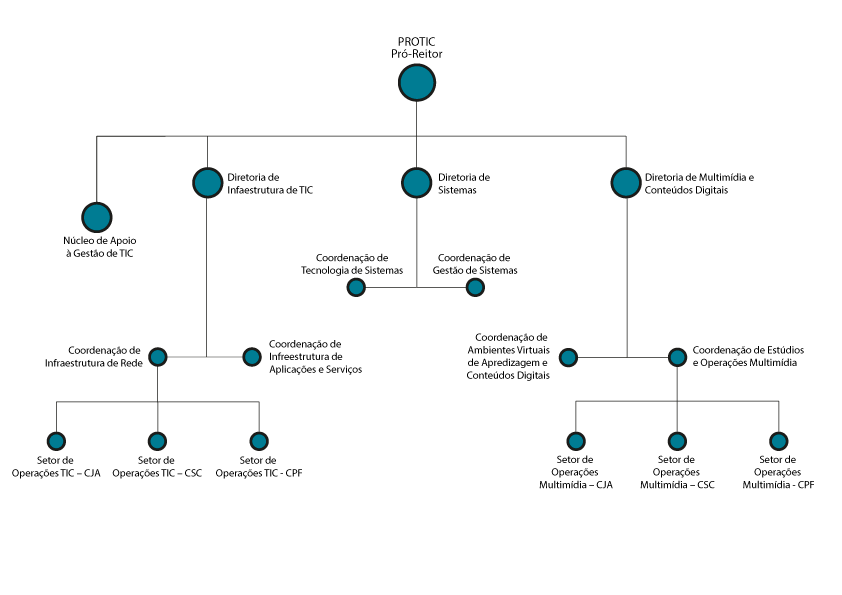 PROTIC
Pró-Reitor
Diretoria de
Infaestrutura de TIC
Diretoria de
Sistemas
Diretoria de Multimídia e
Conteúdos Digitais
Núcleo de Apoio
à Gestão de TIC
Coordenação de
Tecnologia de Sistemas
Coordenação de
Gestão de Sistemas
Coordenação de
Infraestrutura de Rede
Coordenação de
Infreestrutura de
Aplicações e Serviços
Coordenação de
Ambientes Virtuais
de Apredizagem e
Conteúdos Digitais
Coordenação de Estúdios
e Operações Multimídia
Setor de
Operações TIC – CJA
Setor de
Operações TIC – CSC
Setor de
Operações TIC - CPF
Setor de
Operações
Multimídia – CJA
Setor de
Operações
Multimídia – CSC
Setor de
Operações
Multimídia - CPF